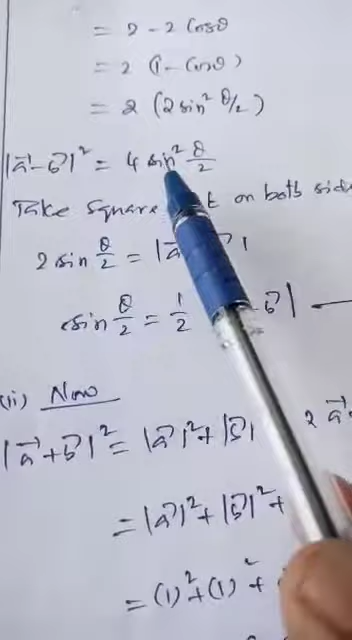 = 2 - 2 Cosθ
= 2 (1 - Cosθ)
= 2 (2 sin² θ/2)
|a⃗-b⃗|² = 4 sin² θ/2
Take Square on both
2 sin θ/2 = |a⃗
sin θ/2 = 1/2 b⃗| —
(ii) Now
|a⃗+b⃗|² = |a⃗|² + |b⃗| 2 a⃗
= |a⃗|² + |b⃗|² +
= (1)² + (1)² +